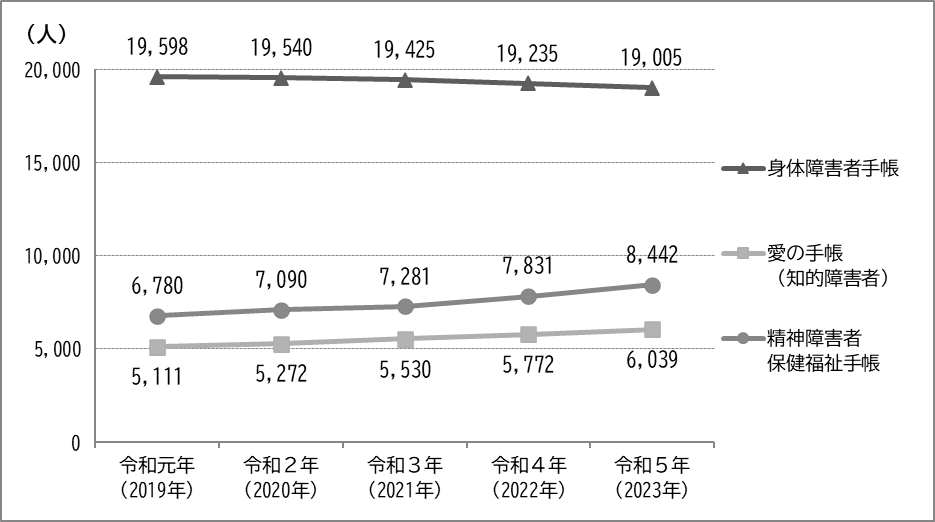 （人）
19,598 19,540 19,425 19,235 19,005
20,000
15,000
身体障害者手帳
10,000
愛の手帳
（知的障害者）
6,780 7,090 7,281 7,831 8,442
5,000
精神障害者
保健福祉手帳
5,111 5,272 5,530 5,772 6,039
0
令和元年 令和２年 令和３年 令和４年 令和５年
(2019年) (2020年) (2021年) (2022年) (2023年)